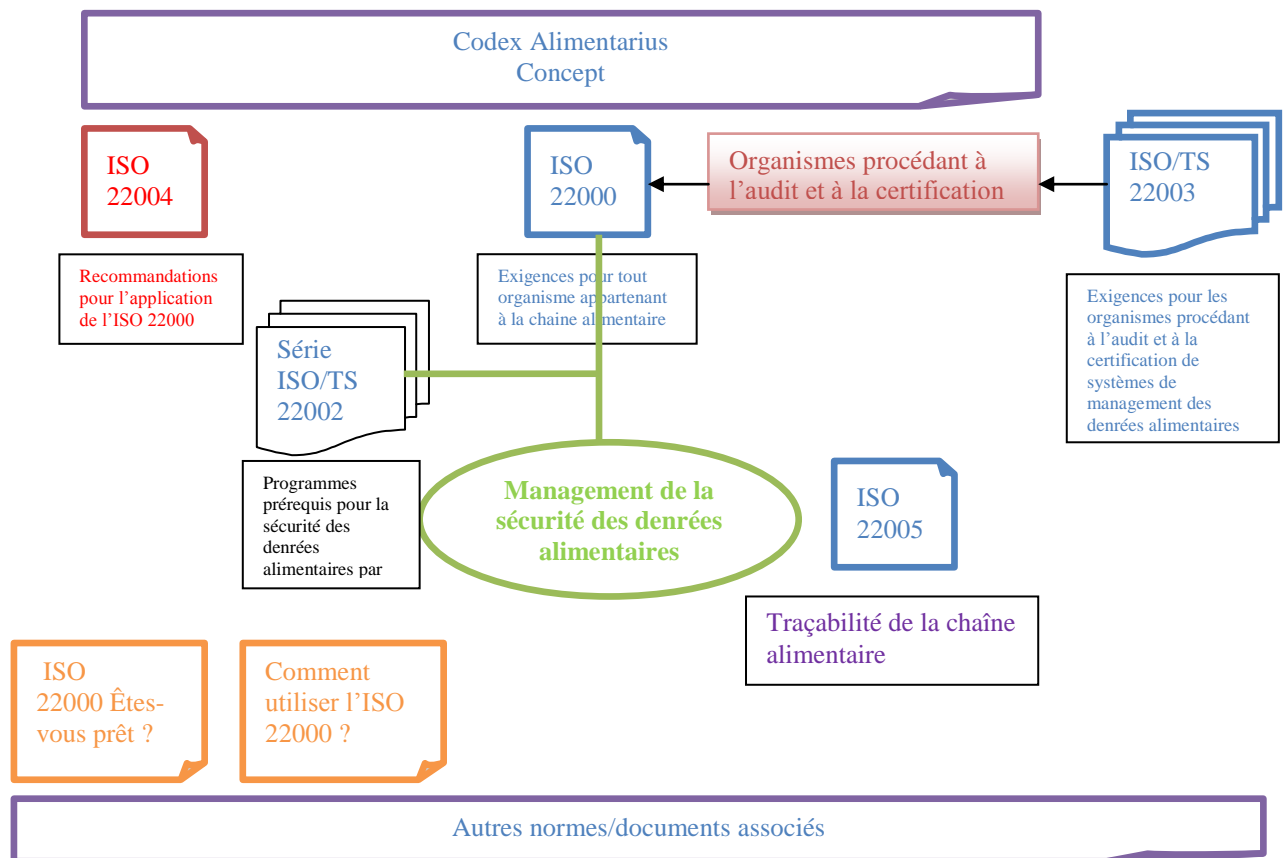 Codex Alimentarius
Concept
ISO
22004
ISO
22000
Organismes procédant à
l’audit et à la certification
ISO/TS
22003
Recommandations
pour l’application
de l’ISO 22000
Exigences pour tout
organisme appartenant
à la chaine alimentaire
Exigences pour les
organismes procédant
à l’audit et à la
certification de
systèmes de
management des
denrées alimentaires
Série
ISO/TS
22002
Programmes
prérequis pour la
sécurité des
denrées
alimentaires par
Management de la
sécurité des denrées
alimentaires
ISO
22005
Traçabilité de la chaîne
alimentaire
ISO
22000 Êtes-
vous prêt ?
Comment
utiliser l’ISO
22000 ?
Autres normes/documents associés